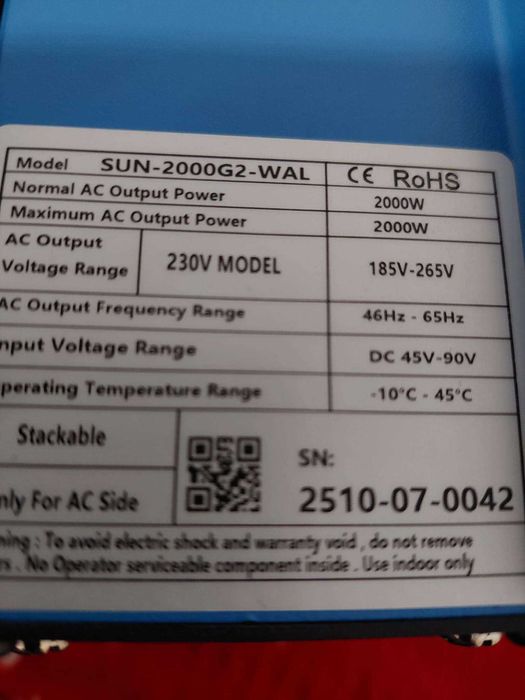 Model SUN-2000G2-WAL CE RoHS
Normal AC Output Power 2000W
Maximum AC Output Power 2000W
AC Output
Voltage Range 230V MODEL 185V-265V
AC Output Frequency Range 46Hz - 65Hz
nput Voltage Range DC 45V-90V
perating Temperature Range -10°C - 45°C
Stackable
SN:
nly For AC Side 2510-07-0042
ning : To avoid electric shock and warranty void , do not remove
rs . No Operator serviceable component inside . Use indoor only